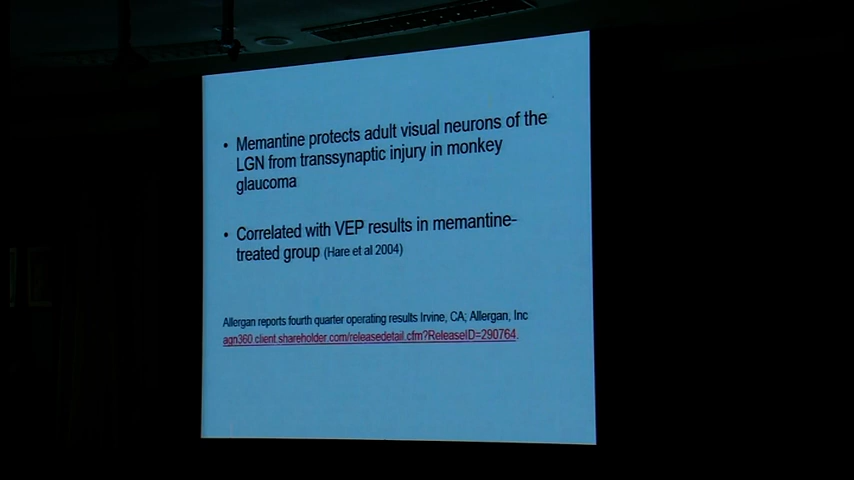 • Memantine protects adult visual neurons of the
LGN from transsynaptic injury in monkey
glaucoma
• Correlated with VEP results in memantine-
treated group (Hare et al 2004)
Allergan reports fourth quarter operating results Irvine, CA; Allergan, Inc
agn360.client.shareholder.com/releasedetail.cfm?ReleaseID=290764.